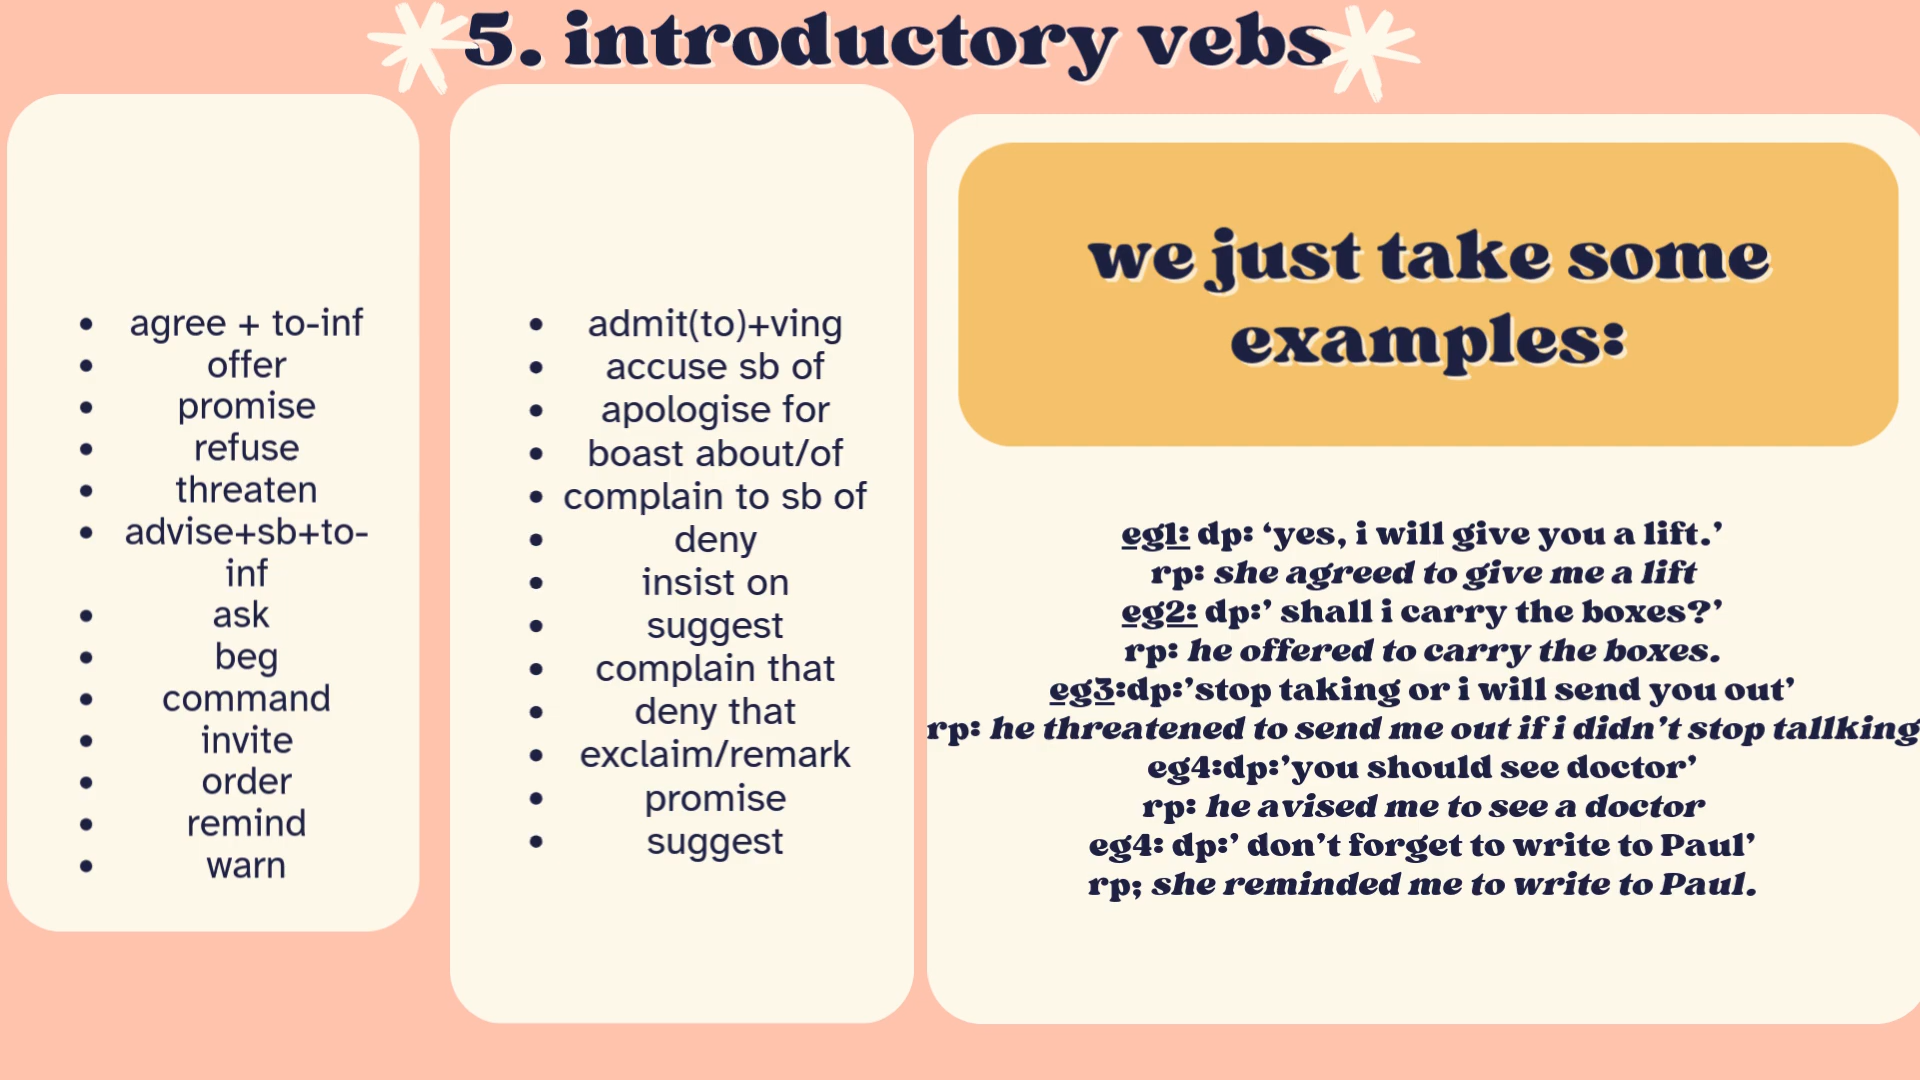 5. introductory vebs
• agree + to-inf
• offer
• promise
• refuse
• threaten
• advise+sb+to-
inf
• ask
• beg
• command
• invite
• order
• remind
• warn
• admit(to)+ving
• accuse sb of
• apologise for
• boast about/of
• complain to sb of
• deny
• insist on
• suggest
• complain that
• deny that
• exclaim/remark
• promise
• suggest
we just take some
examples:
eg1: dp: ‘yes, i will give you a lift.’
rp: she agreed to give me a lift
eg2: dp:’ shall i carry the boxes?’
rp: he offered to carry the boxes.
eg3:dp:’stop taking or i will send you out’
rp: he threatened to send me out if i didn’t stop tallking
eg4:dp:’you should see doctor’
rp: he avised me to see a doctor
eg4: dp:’ don’t forget to write to Paul’
rp; she reminded me to write to Paul.